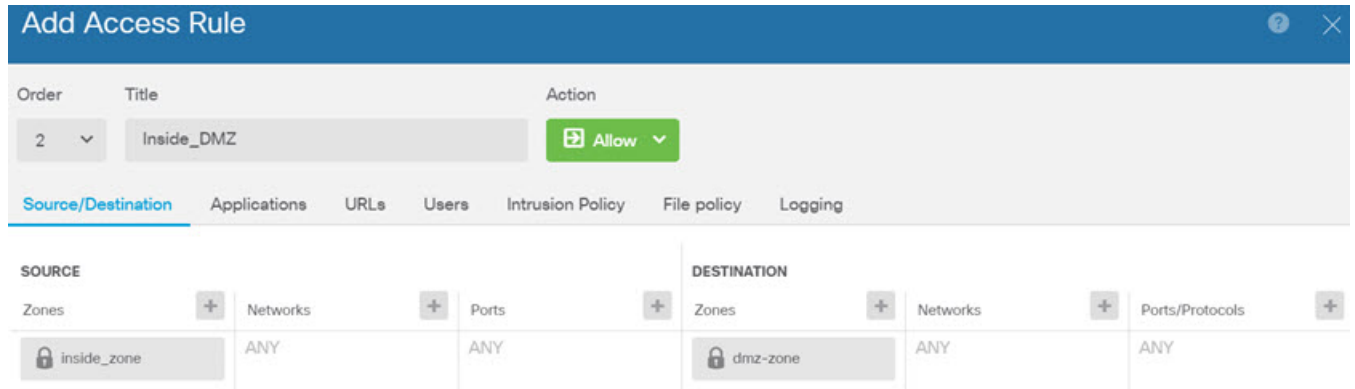 Add Access Rule
Order Title Action
2 Inside_DMZ Allow
Source/Destination Applications URLs Users Intrusion Policy File policy Logging
SOURCE DESTINATION
Zones Networks Ports Zones Networks Ports/Protocols
inside_zone ANY ANY dmz-zone ANY ANY